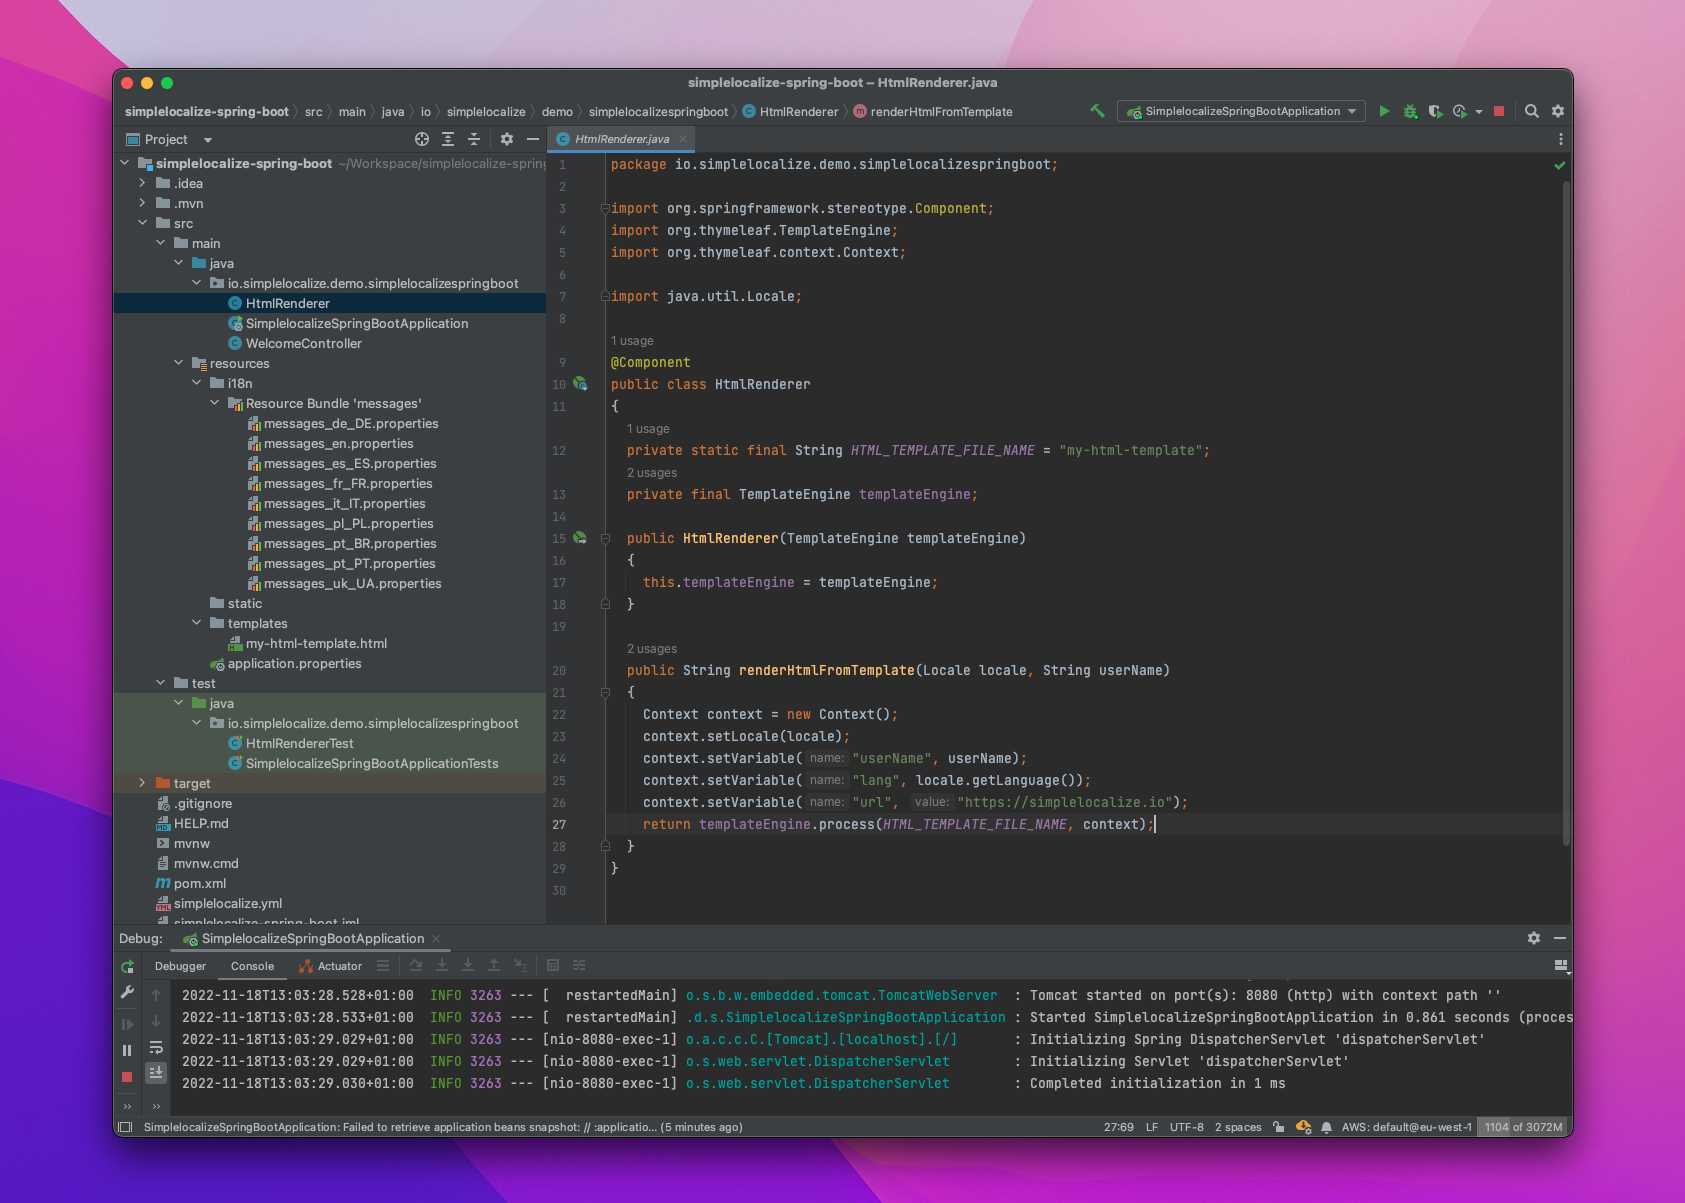 simplelocalize-spring-boot – HtmlRenderer.java
simplelocalize-spring-boot src main java io simplelocalize demo simplelocalizespringboot HtmlRenderer renderHtmlFromTemplate SimplelocalizeSpringBootApplication
Project
HtmlRenderer.java
simplelocalize-spring-boot ~/Workspace/simplelocalize-spring
.idea
.mvn
src
main
java
io.simplelocalize.demo.simplelocalizespringboot
HtmlRenderer
SimplelocalizeSpringBootApplication
WelcomeController
resources
i18n
Resource Bundle 'messages'
messages_de_DE.properties
messages_en.properties
messages_es_ES.properties
messages_fr_FR.properties
messages_it_IT.properties
messages_pl_PL.properties
messages_pt_BR.properties
messages_pt_PT.properties
messages_uk_UA.properties
static
templates
my-html-template.html
application.properties
test
java
io.simplelocalize.demo.simplelocalizespringboot
HtmlRendererTest
SimplelocalizeSpringBootApplicationTests
target
.gitignore
HELP.md
mvnw
mvnw.cmd
pom.xml
simplelocalize.yml
simplelocalize-spring-boot.iml
1 package io.simplelocalize.demo.simplelocalizespringboot;
2
3 import org.springframework.stereotype.Component;
4 import org.thymeleaf.TemplateEngine;
5 import org.thymeleaf.context.Context;
6
7 import java.util.Locale;
8
1 usage
9 @Component
10 public class HtmlRenderer
11 {
1 usage
12 private static final String HTML_TEMPLATE_FILE_NAME = "my-html-template";
2 usages
13 private final TemplateEngine templateEngine;
14
15 public HtmlRenderer(TemplateEngine templateEngine)
16 {
17 this.templateEngine = templateEngine;
18 }
19
2 usages
20 public String renderHtmlFromTemplate(Locale locale, String userName)
21 {
22 Context context = new Context();
23 context.setLocale(locale);
24 context.setVariable( name: "userName", userName);
25 context.setVariable( name: "lang", locale.getLanguage());
26 context.setVariable( name: "url", value: "https://simplelocalize.io");
27 return templateEngine.process(HTML_TEMPLATE_FILE_NAME, context);
28 }
29 }
30
Debug: SimplelocalizeSpringBootApplication
Debugger Console Actuator
2022-11-18T13:03:28.528+01:00 INFO 3263 --- [ restartedMain] o.s.b.w.embedded.tomcat.TomcatWebServer : Tomcat started on port(s): 8080 (http) with context path ''
2022-11-18T13:03:28.533+01:00 INFO 3263 --- [ restartedMain] .d.s.SimplelocalizeSpringBootApplication : Started SimplelocalizeSpringBootApplication in 0.861 seconds (proces
2022-11-18T13:03:29.029+01:00 INFO 3263 --- [nio-8080-exec-1] o.a.c.c.C.[Tomcat].[localhost].[/] : Initializing Spring DispatcherServlet 'dispatcherServlet'
2022-11-18T13:03:29.029+01:00 INFO 3263 --- [nio-8080-exec-1] o.s.web.servlet.DispatcherServlet : Initializing Servlet 'dispatcherServlet'
2022-11-18T13:03:29.030+01:00 INFO 3263 --- [nio-8080-exec-1] o.s.web.servlet.DispatcherServlet : Completed initialization in 1 ms
SimplelocalizeSpringBootApplication: Failed to retrieve application beans snapshot: // :applicatio... (5 minutes ago) 27:69 LF UTF-8 2 spaces AWS: default@eu-west-1 1104 of 3072M